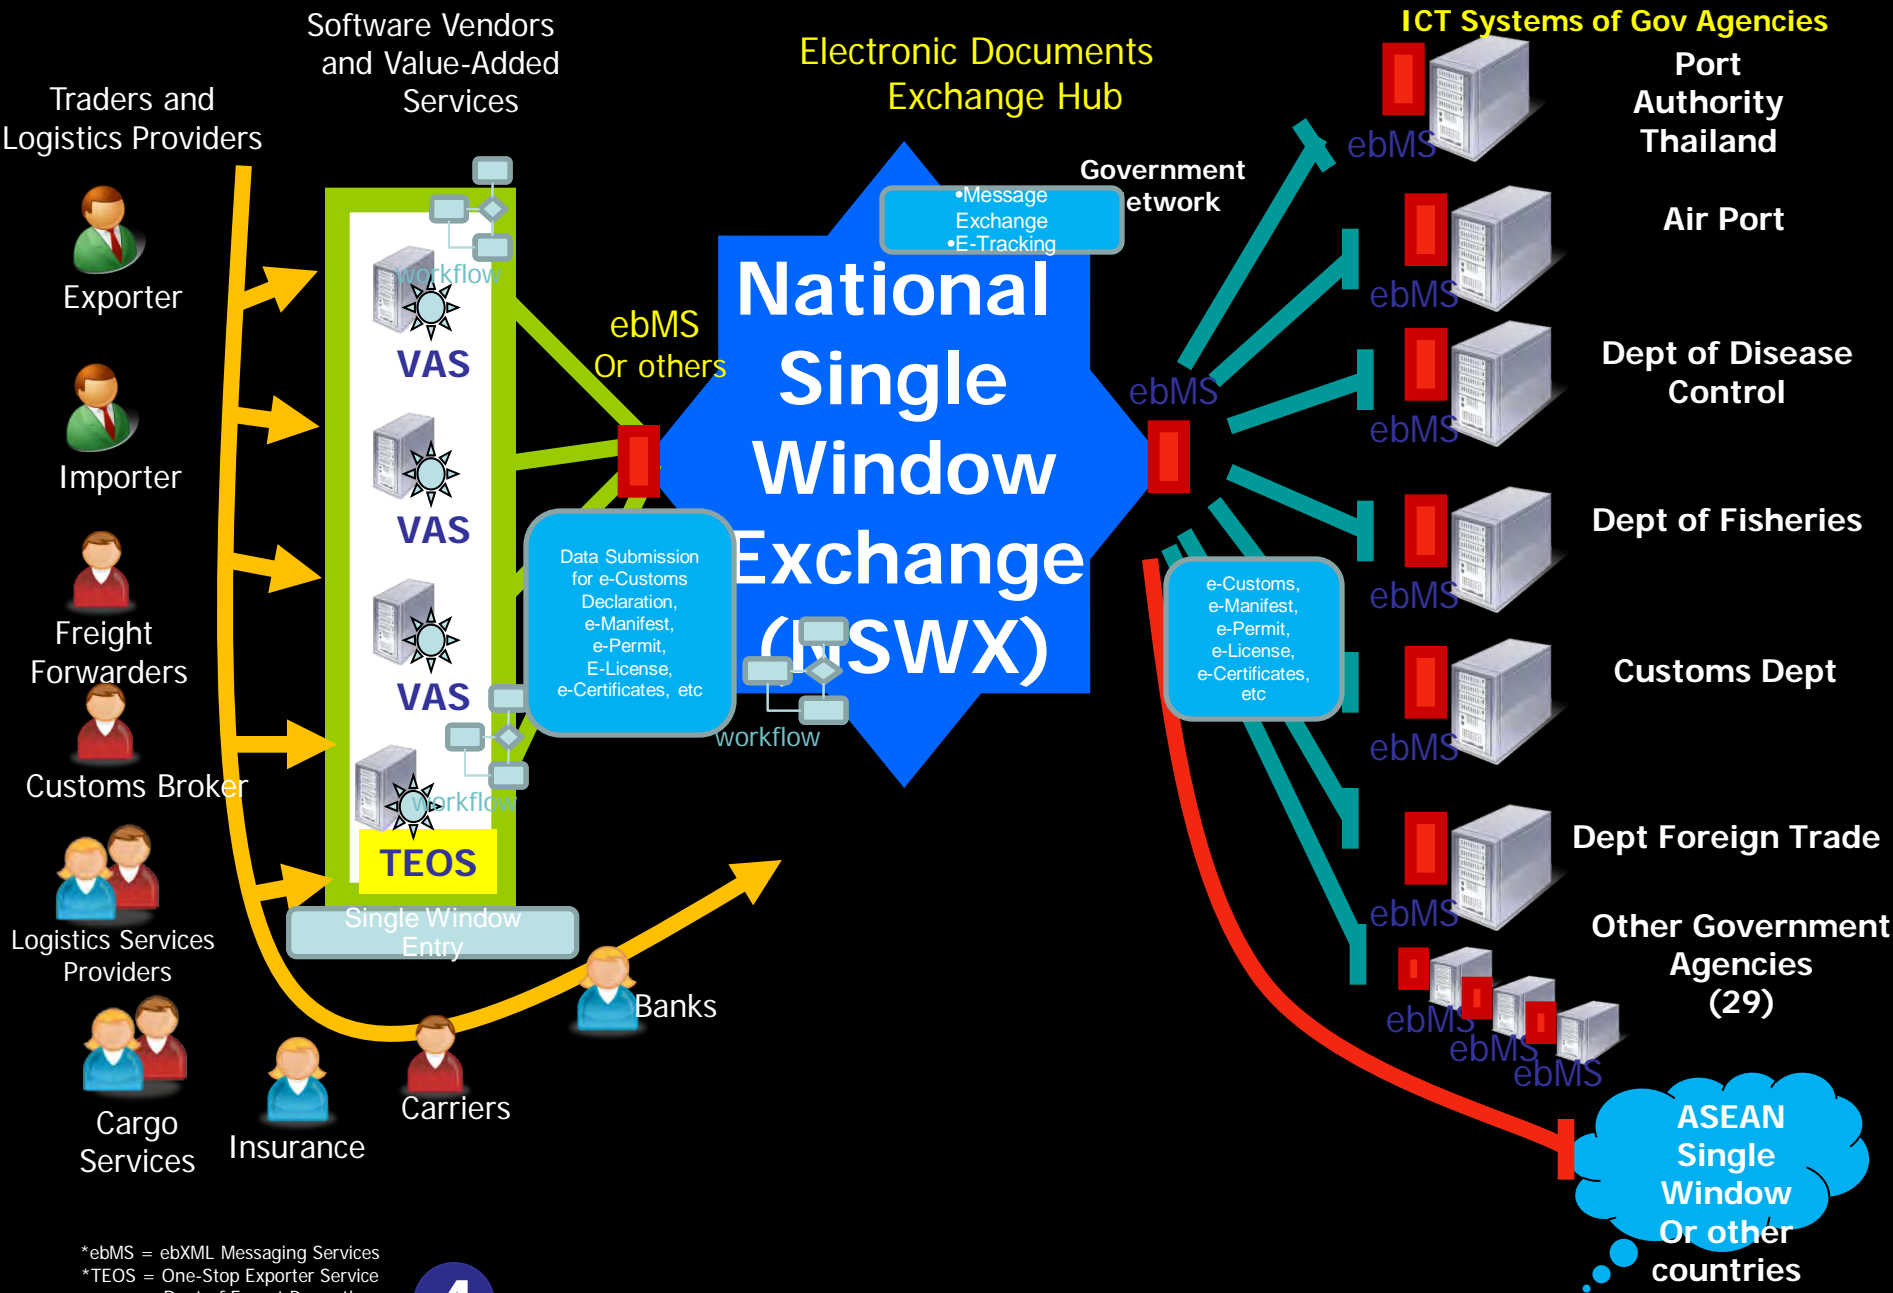 Traders and
Logistics Providers
Exporter
Importer
Freight
Forwarders
Customs Broker
Logistics Services
Providers
Cargo
Services
Insurance
Carriers
Banks
Software Vendors
and Value-Added
Services
workflow
VAS
VAS
VAS
workflow
TEOS
Single Window
Entry
ebMS
Or others
Data Submission
for e-Customs
Declaration,
e-Manifest,
e-Permit,
E-License,
e-Certificates, etc
Electronic Documents
Exchange Hub
•Message
Exchange
•E-Tracking
Government
etwork
National
Single
Window
Exchange
(NSWX)
workflow
ebMS
e-Customs,
e-Manifest,
e-Permit,
e-License,
e-Certificates,
etc
ICT Systems of Gov Agencies
Port
Authority
Thailand
ebMS
Air Port
ebMS
Dept of Disease
Control
ebMS
Dept of Fisheries
ebMS
Customs Dept
ebMS
Dept Foreign Trade
ebMS
Other Government
Agencies
(29)
ebMS
ebMS
ebMS
ASEAN
Single
Window
Or other
countries
*ebMS = ebXML Messaging Services
*TEOS = One-Stop Exporter Service